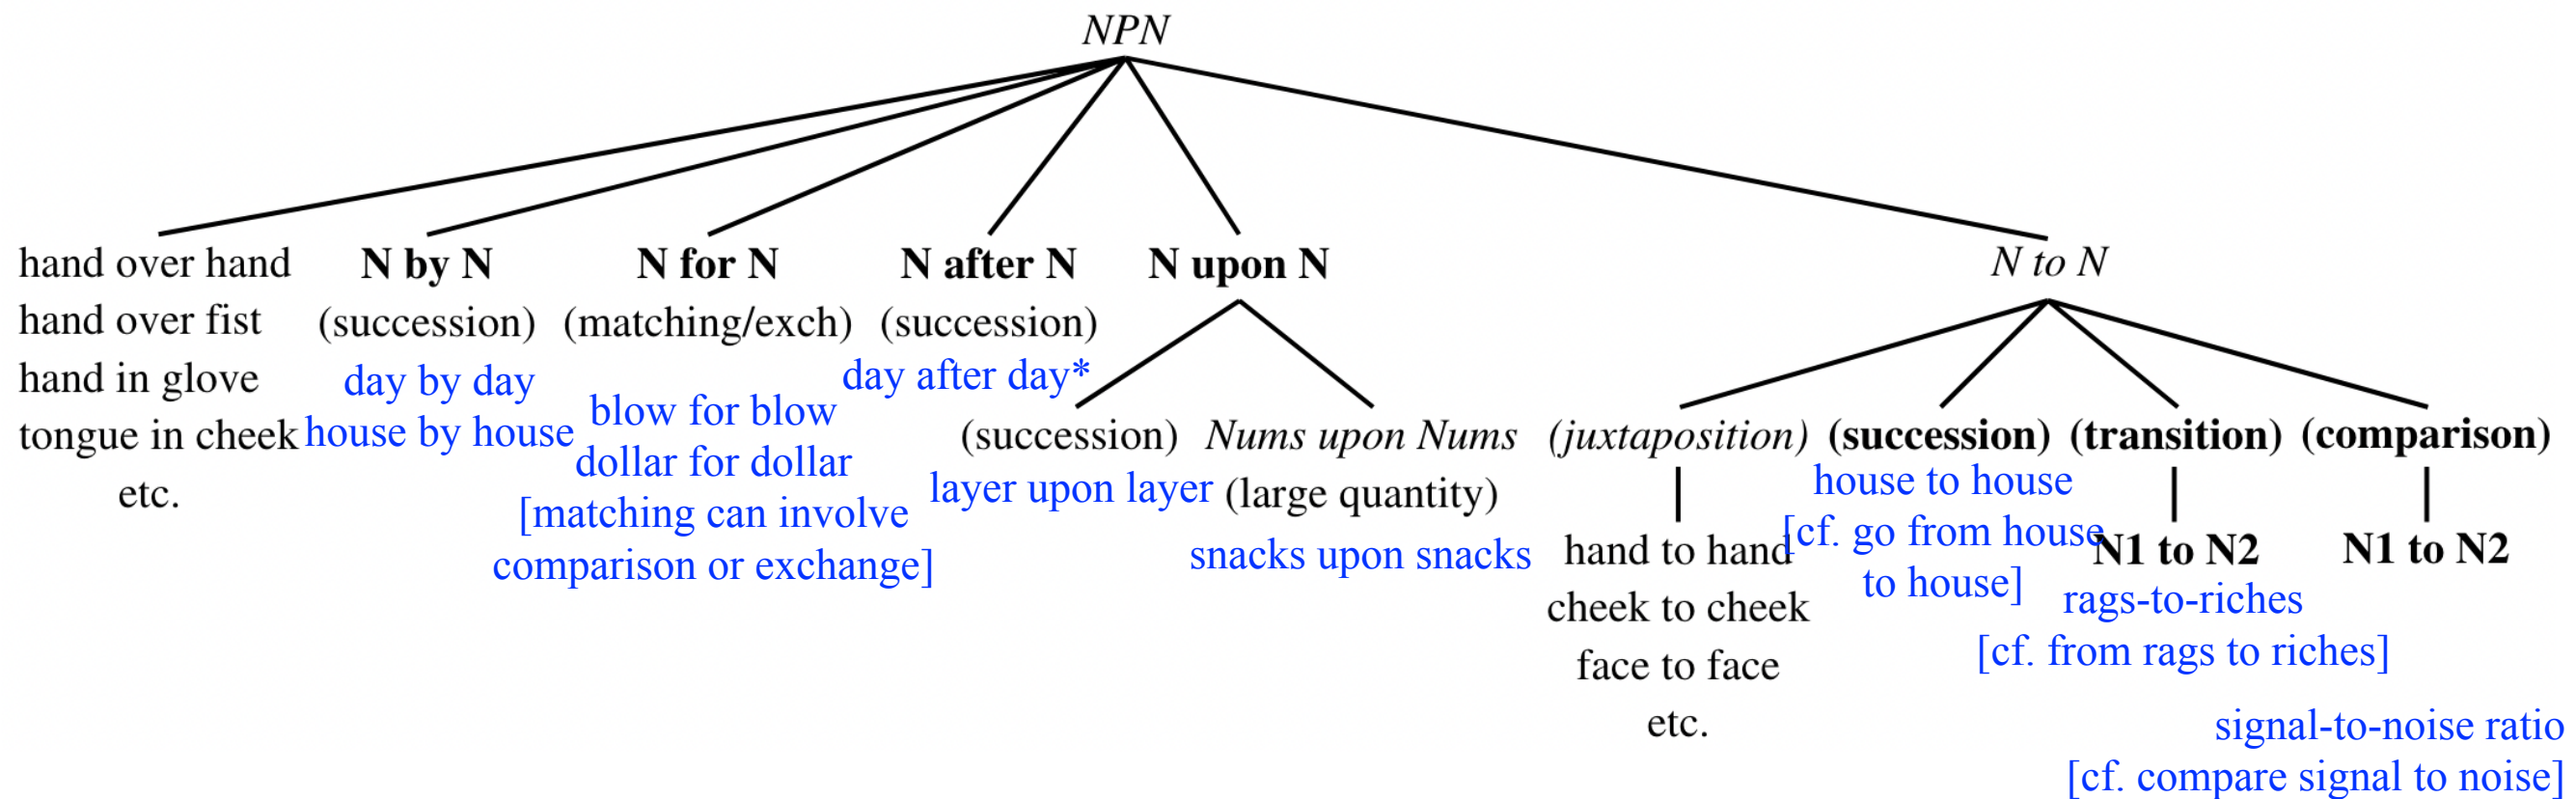 NPN
hand over hand
hand over fist
hand in glove
tongue in cheek
etc.
N by N
(succession)
day by day
house by house
N for N
(matching/exch)
blow for blow
dollar for dollar
[matching can involve
comparison or exchange]
N after N
(succession)
day after day*
N upon N
(succession)
layer upon layer
Nums upon Nums
(large quantity)
snacks upon snacks
N to N
(juxtaposition)
hand to hand
cheek to cheek
face to face
etc.
(succession)
house to house
[cf. go from house
to house]
(transition)
N1 to N2
rags-to-riches
[cf. from rags to riches]
(comparison)
N1 to N2
signal-to-noise ratio
[cf. compare signal to noise]